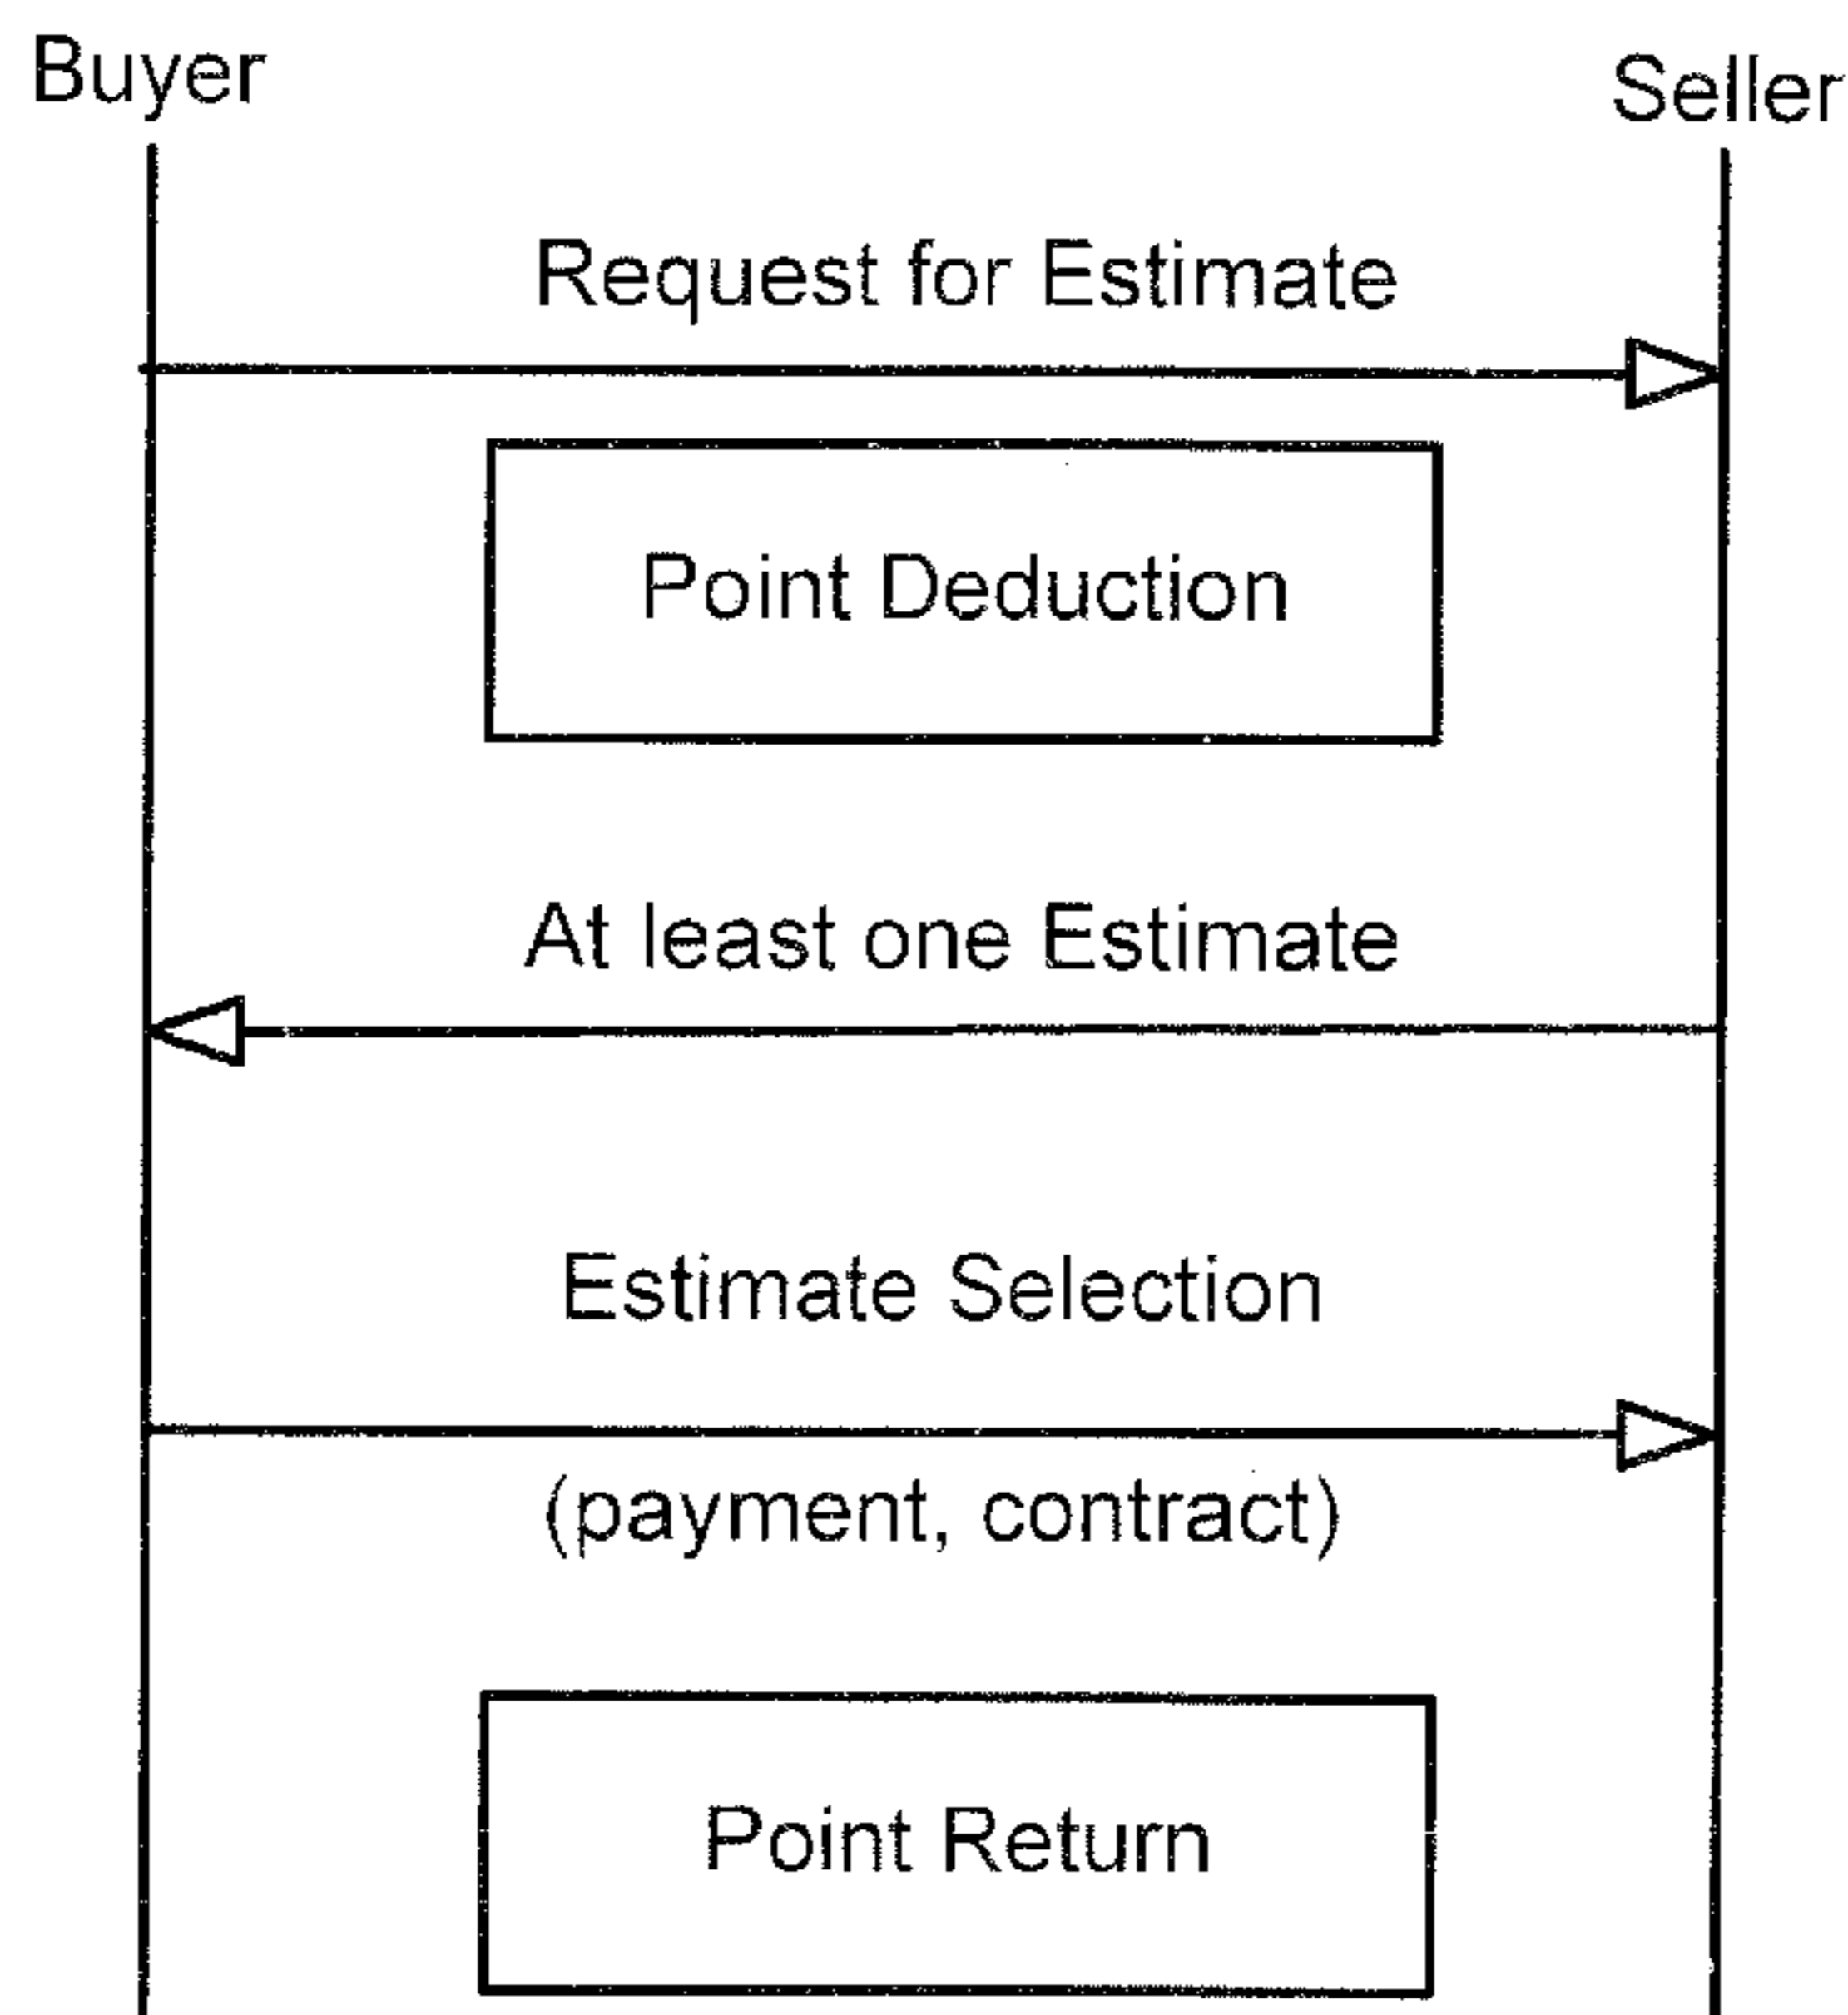 Buyer
Seller
Request for Estimate
Point Deduction
At least one Estimate
Estimate Selection
(payment, contract)
Point Return